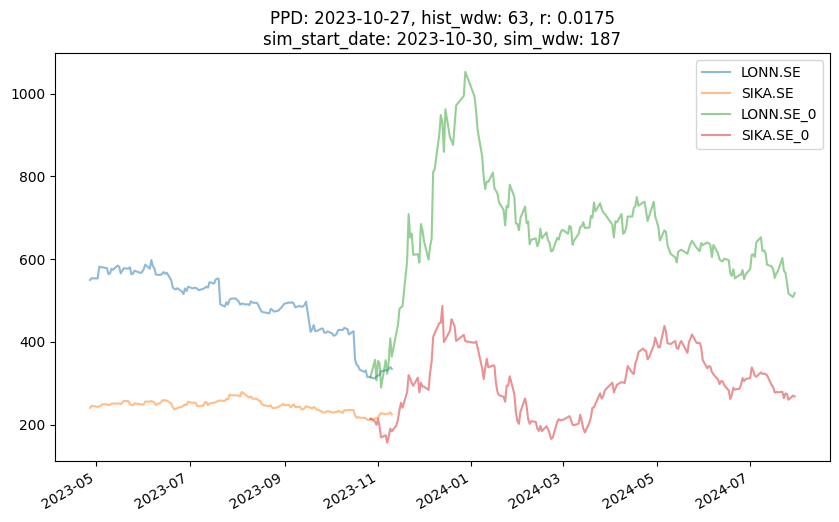 PPD: 2023-10-27, hist_wdw: 63, r: 0.0175
sim_start_date: 2023-10-30, sim_wdw: 187
LONN.SE
SIKA.SE
LONN.SE_0
SIKA.SE_0
1000
800
600
400
200
2023-05
2023-07
2023-09
2023-11
2024-01
2024-03
2024-05
2024-07